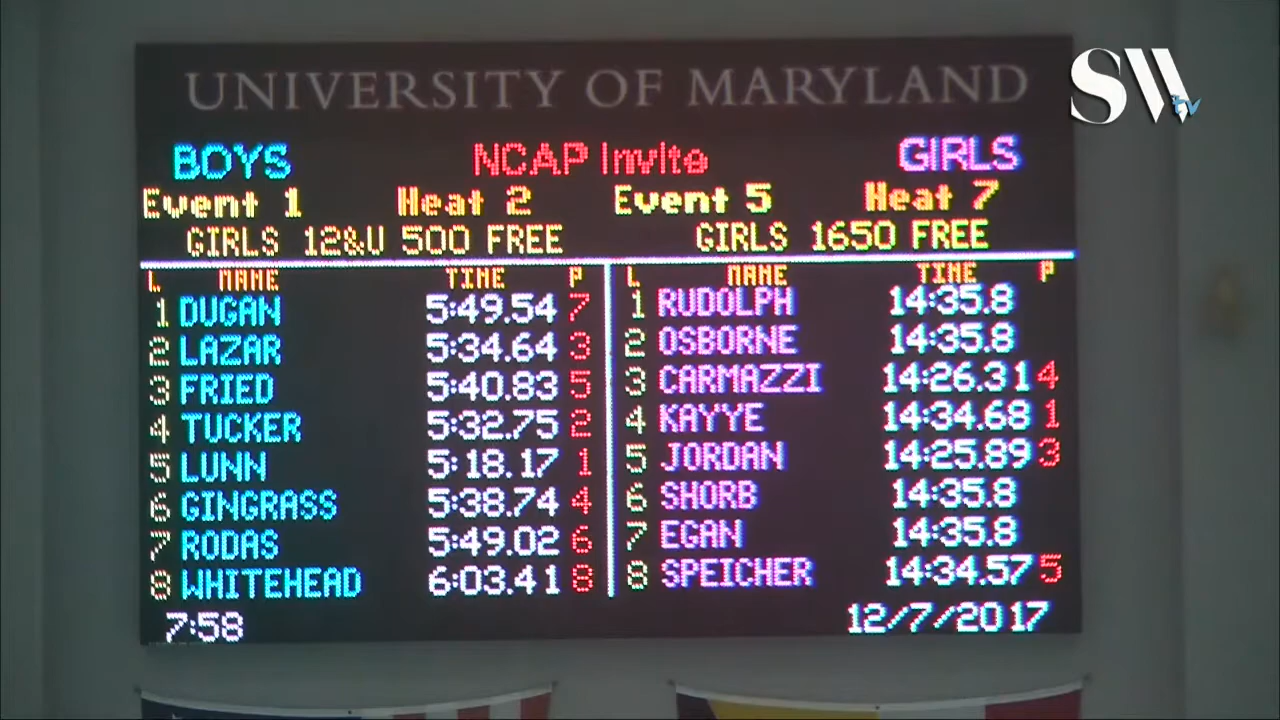 UNIVERSITY OF MARYLAND
SW
tv
BOYS NCAP Invite GIRLS
Event 1 Heat 2 Event 5 Heat 7
GIRLS 12&U 500 FREE GIRLS 1650 FREE
L NAME TIME P L NAME TIME P
1 DUGAN 5:49.54 7 1 RUDOLPH 14:35.8
2 LAZAR 5:34.64 3 2 OSBORNE 14:35.8
3 FRIED 5:40.83 5 3 CARMAZZI 14:26.31 4
4 TUCKER 5:32.75 2 4 KAYYE 14:34.68 1
5 LUNN 5:18.17 1 5 JORDAN 14:25.89 3
6 GINGRASS 5:38.74 4 6 SHORB 14:35.8
7 RODAS 5:49.02 6 7 EGAN 14:35.8
8 WHITEHEAD 6:03.41 8 8 SPEICHER 14:34.57 5
7:58 12/7/2017